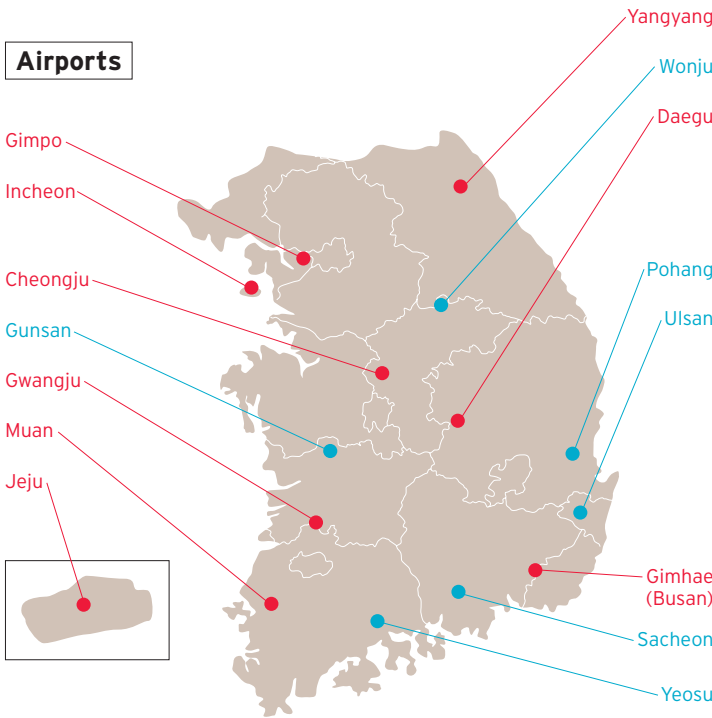 Airports
Gimpo
Incheon
Cheongju
Gunsan
Gwangju
Muan
Jeju
Yangyang
Wonju
Daegu
Pohang
Ulsan
Gimhae
(Busan)
Sacheon
Yeosu